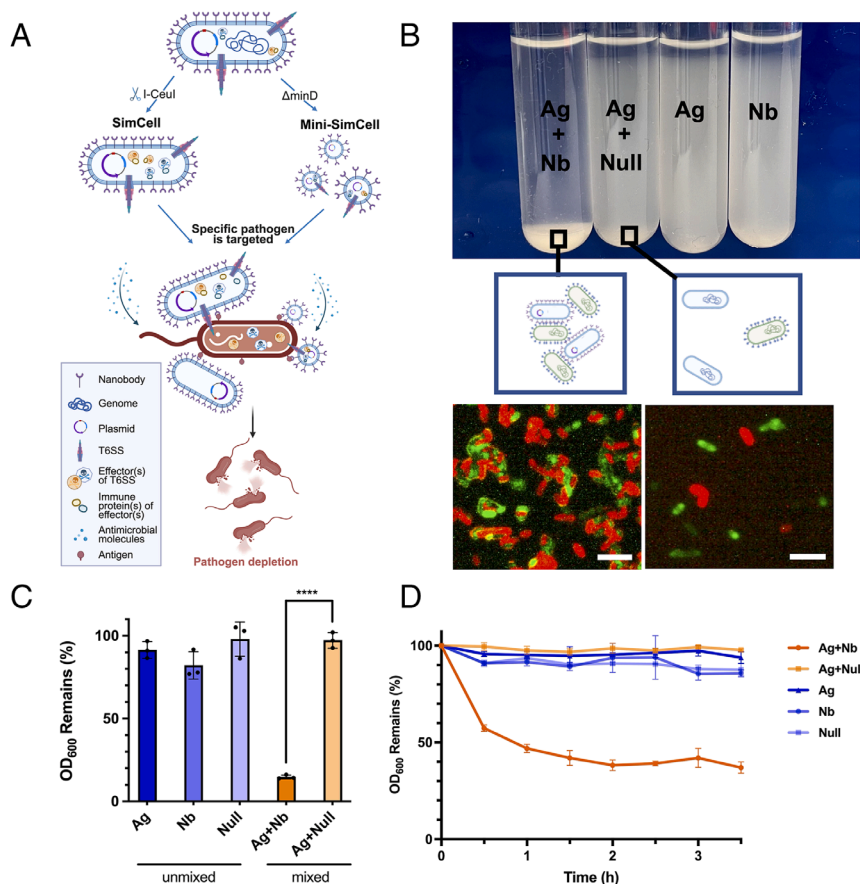 A
I-CeuI
ΔminD
SimCell
Mini-SimCell
Specific pathogen
is targeted
Nanobody
Genome
Plasmid
T6SS
Effector(s)
of T6SS
Immune
protein(s) of
effector(s)
Antimicrobial
molecules
Antigen
Pathogen depletion
B
Ag
+
Nb
Ag
+
Null
Ag
Nb
C
OD600 Remains (%)
100
50
0
****
Ag
Nb
Null
Ag+Nb
Ag+Null
unmixed
mixed
D
OD600 Remains (%)
100
50
0
0
1
2
3
Time (h)
Ag+Nb
Ag+Nul
Ag
Nb
Null